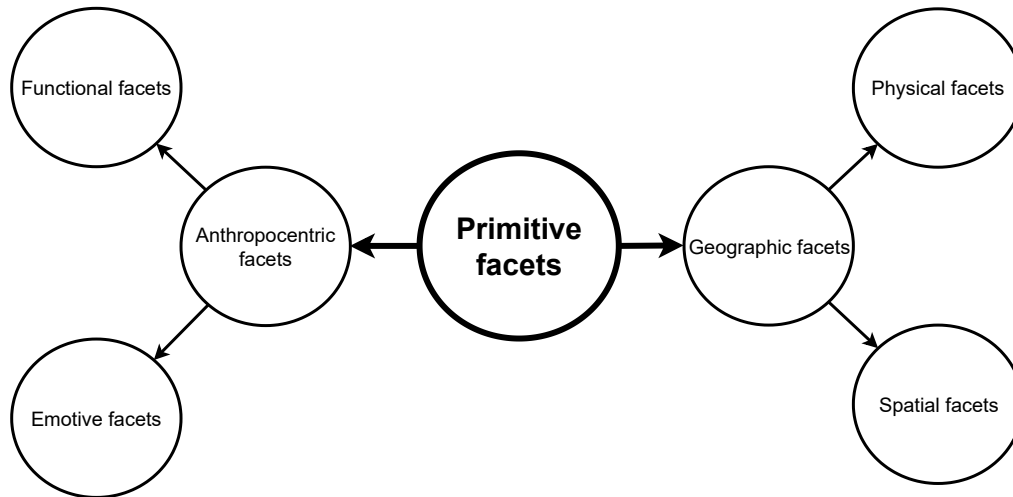 Functional facets
Physical facets
Anthropocentric
facets
Primitive
facets
Geographic facets
Emotive facets
Spatial facets